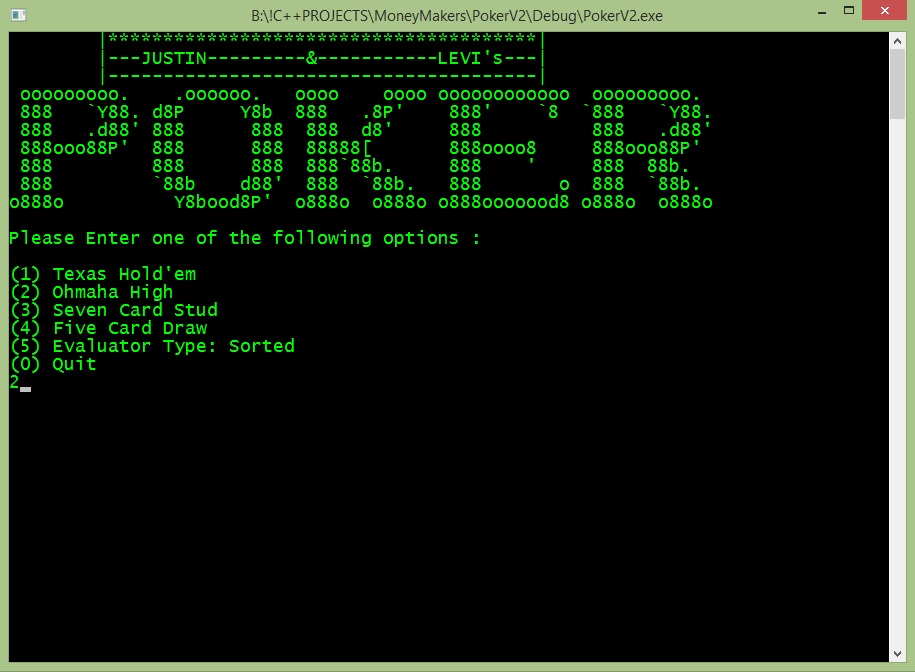 B:\!C++PROJECTS\MoneyMakers\PokerV2\Debug\PokerV2.exe
|***************************************|
|---JUSTIN---------&-----------LEVI's---|
|---------------------------------------|
 ooooooooo.    .oooooo.   oooo    oooo oooooooooooo  ooooooooo.
 888   `Y88. d8P     Y8b  888   .8P'    888'    `8  `888   `Y88.
 888   .d88' 888      888  888  d8'     888          888   .d88'
 888ooo88P'  888      888  88888[       888oooo8     888ooo88P'
 888         888      888  888`88b.     888    '     888  88b.
 888         `88b    d88'  888  `88b.   888       o  888  `88b.
o888o          Y8bood8P'  o888o  o888o o888ooooood8 o888o  o888o
Please Enter one of the following options :
(1) Texas Hold'em
(2) Ohmaha High
(3) Seven Card Stud
(4) Five Card Draw
(5) Evaluator Type: Sorted
(0) Quit
2_